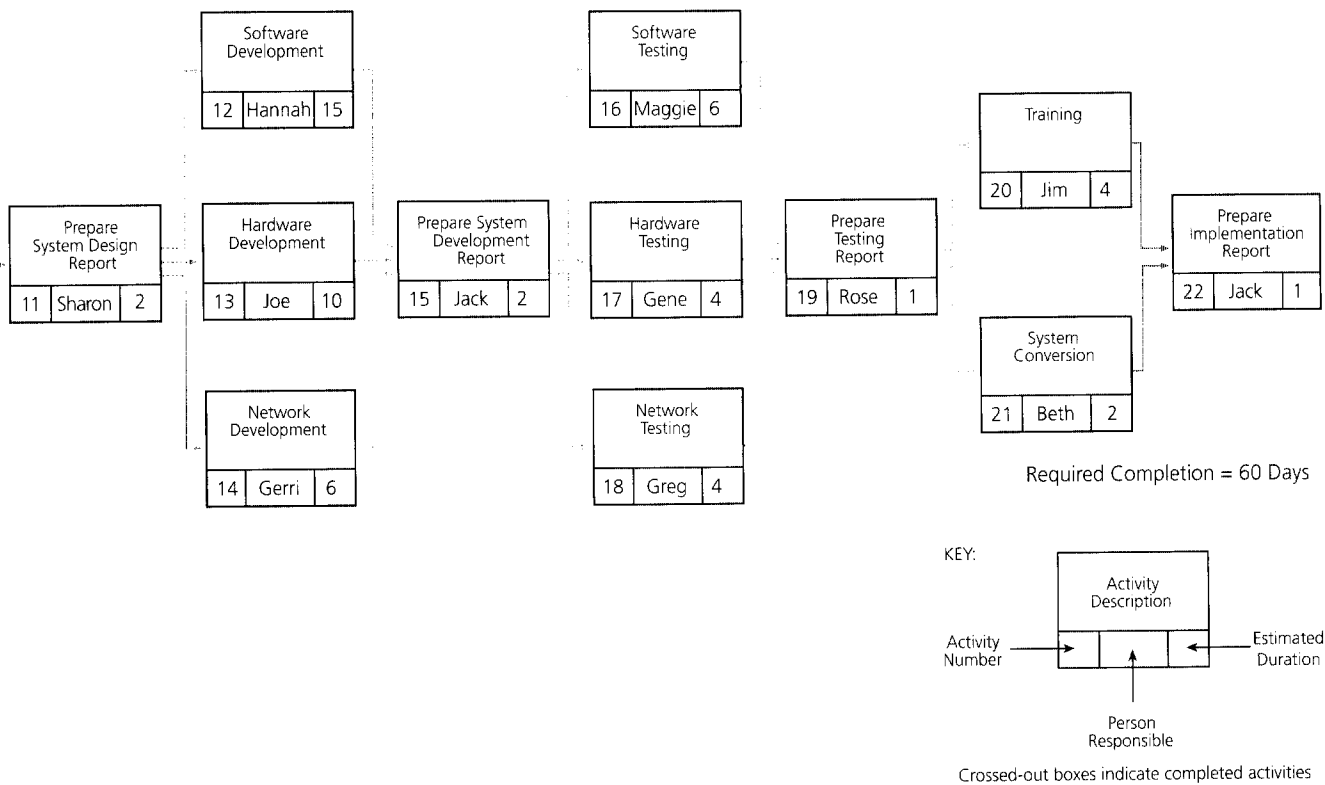 Software
Development
12 Hannah 15
Software
Testing
16 Maggie 6
Training
20 Jim 4
Prepare
System Design
Report
11 Sharon 2
Hardware
Development
13 Joe 10
Prepare System
Development
Report
15 Jack 2
Hardware
Testing
17 Gene 4
Prepare
Testing
Report
19 Rose 1
Prepare
Implementation
Report
22 Jack 1
System
Conversion
21 Beth 2
Network
Development
14 Gerri 6
Network
Testing
18 Greg 4
Required Completion = 60 Days
KEY:
Activity
Description
Activity
Number
Estimated
Duration
Person
Responsible
Crossed-out boxes indicate completed activities